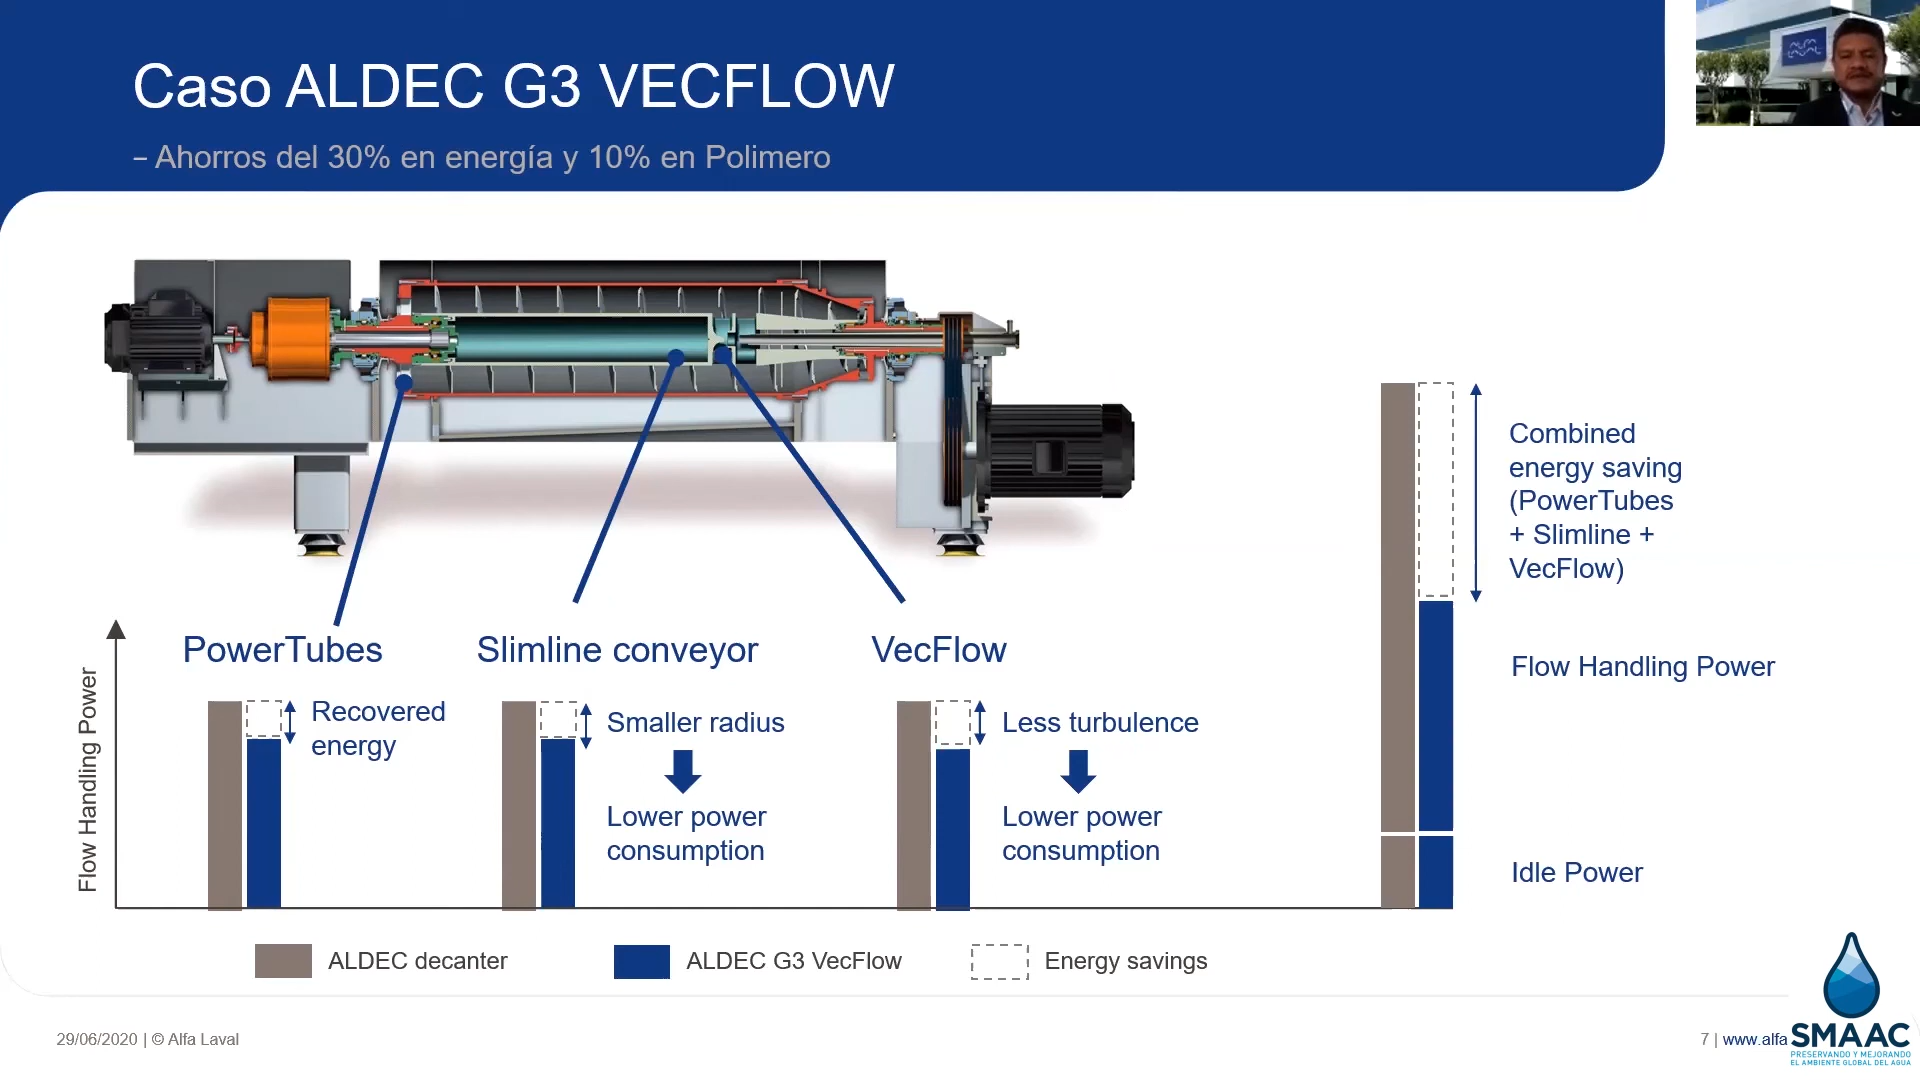 Caso ALDEC G3 VECFLOW
– Ahorros del 30% en energía y 10% en Polimero
Combined
energy saving
(PowerTubes
+ Slimline +
VecFlow)
PowerTubes
Slimline conveyor
VecFlow
Flow Handling Power
Flow Handling Power
Recovered
energy
Smaller radius
Lower power
consumption
Less turbulence
Lower power
consumption
Idle Power
ALDEC decanter
ALDEC G3 VecFlow
Energy savings
29/06/2020 | © Alfa Laval
7 | www.alfa
SMAAC
PRESERVANDO Y MEJORANDO
EL AMBIENTE GLOBAL DEL AGUA